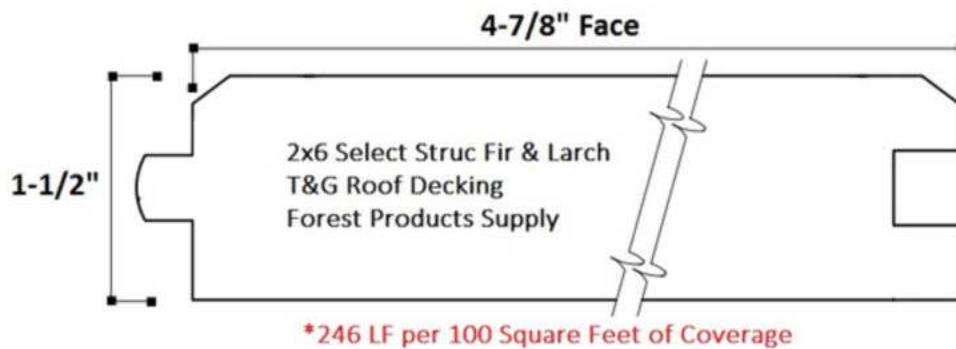 4-7/8" Face
1-1/2"
2x6 Select Struc Fir & Larch
T&G Roof Decking
Forest Products Supply
*246 LF per 100 Square Feet of Coverage